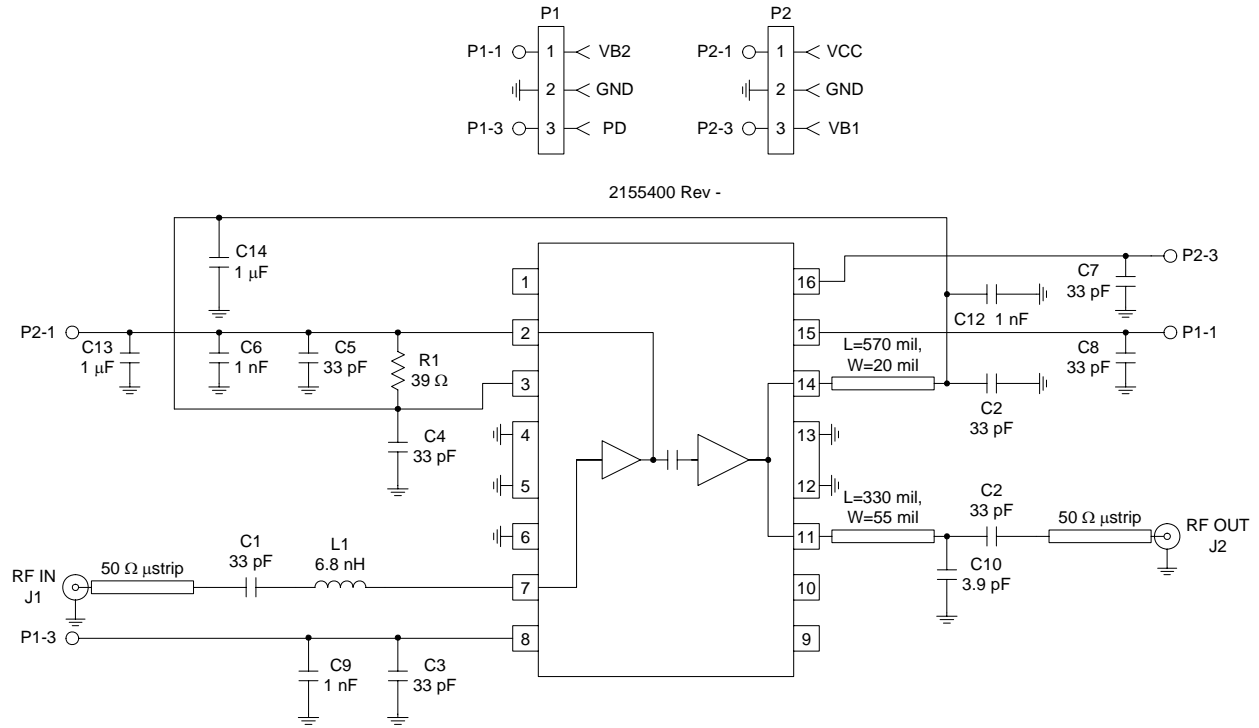 P1
P1-1 1 VB2
2 GND
P1-3 3 PD
P2
P2-1 1 VCC
2 GND
P2-3 3 VB1
2155400 Rev -
C14
1 μF
P2-1
C13
1 μF
C6
1 nF
C5
33 pF
R1
39 Ω
C4
33 pF
1
2
3
4
5
6
7
8
16
15
14
13
12
11
10
9
P2-3
C7
33 pF
C12 1 nF
P1-1
C8
33 pF
L=570 mil,
W=20 mil
C2
33 pF
L=330 mil,
W=55 mil
C2
33 pF
50 Ω μstrip
RF OUT
J2
C10
3.9 pF
RF IN
J1
50 Ω μstrip
C1
33 pF
L1
6.8 nH
P1-3
C9
1 nF
C3
33 pF